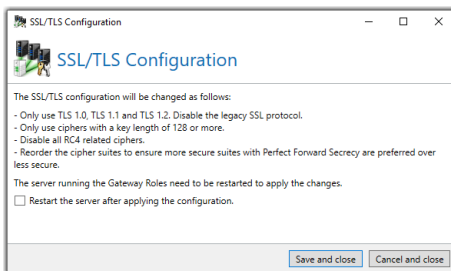 SSL/TLS Configuration
SSL/TLS Configuration
The SSL/TLS configuration will be changed as follows:
- Only use TLS 1.0, TLS 1.1 and TLS 1.2. Disable the legacy SSL protocol.
- Only use ciphers with a key length of 128 or more.
- Disable all RC4 related ciphers.
- Reorder the cipher suites to ensure more secure suites with Perfect Forward Secrecy are preferred over
less secure.
The server running the Gateway Roles need to be restarted to apply the changes.
Restart the server after applying the configuration.
Save and close
Cancel and close